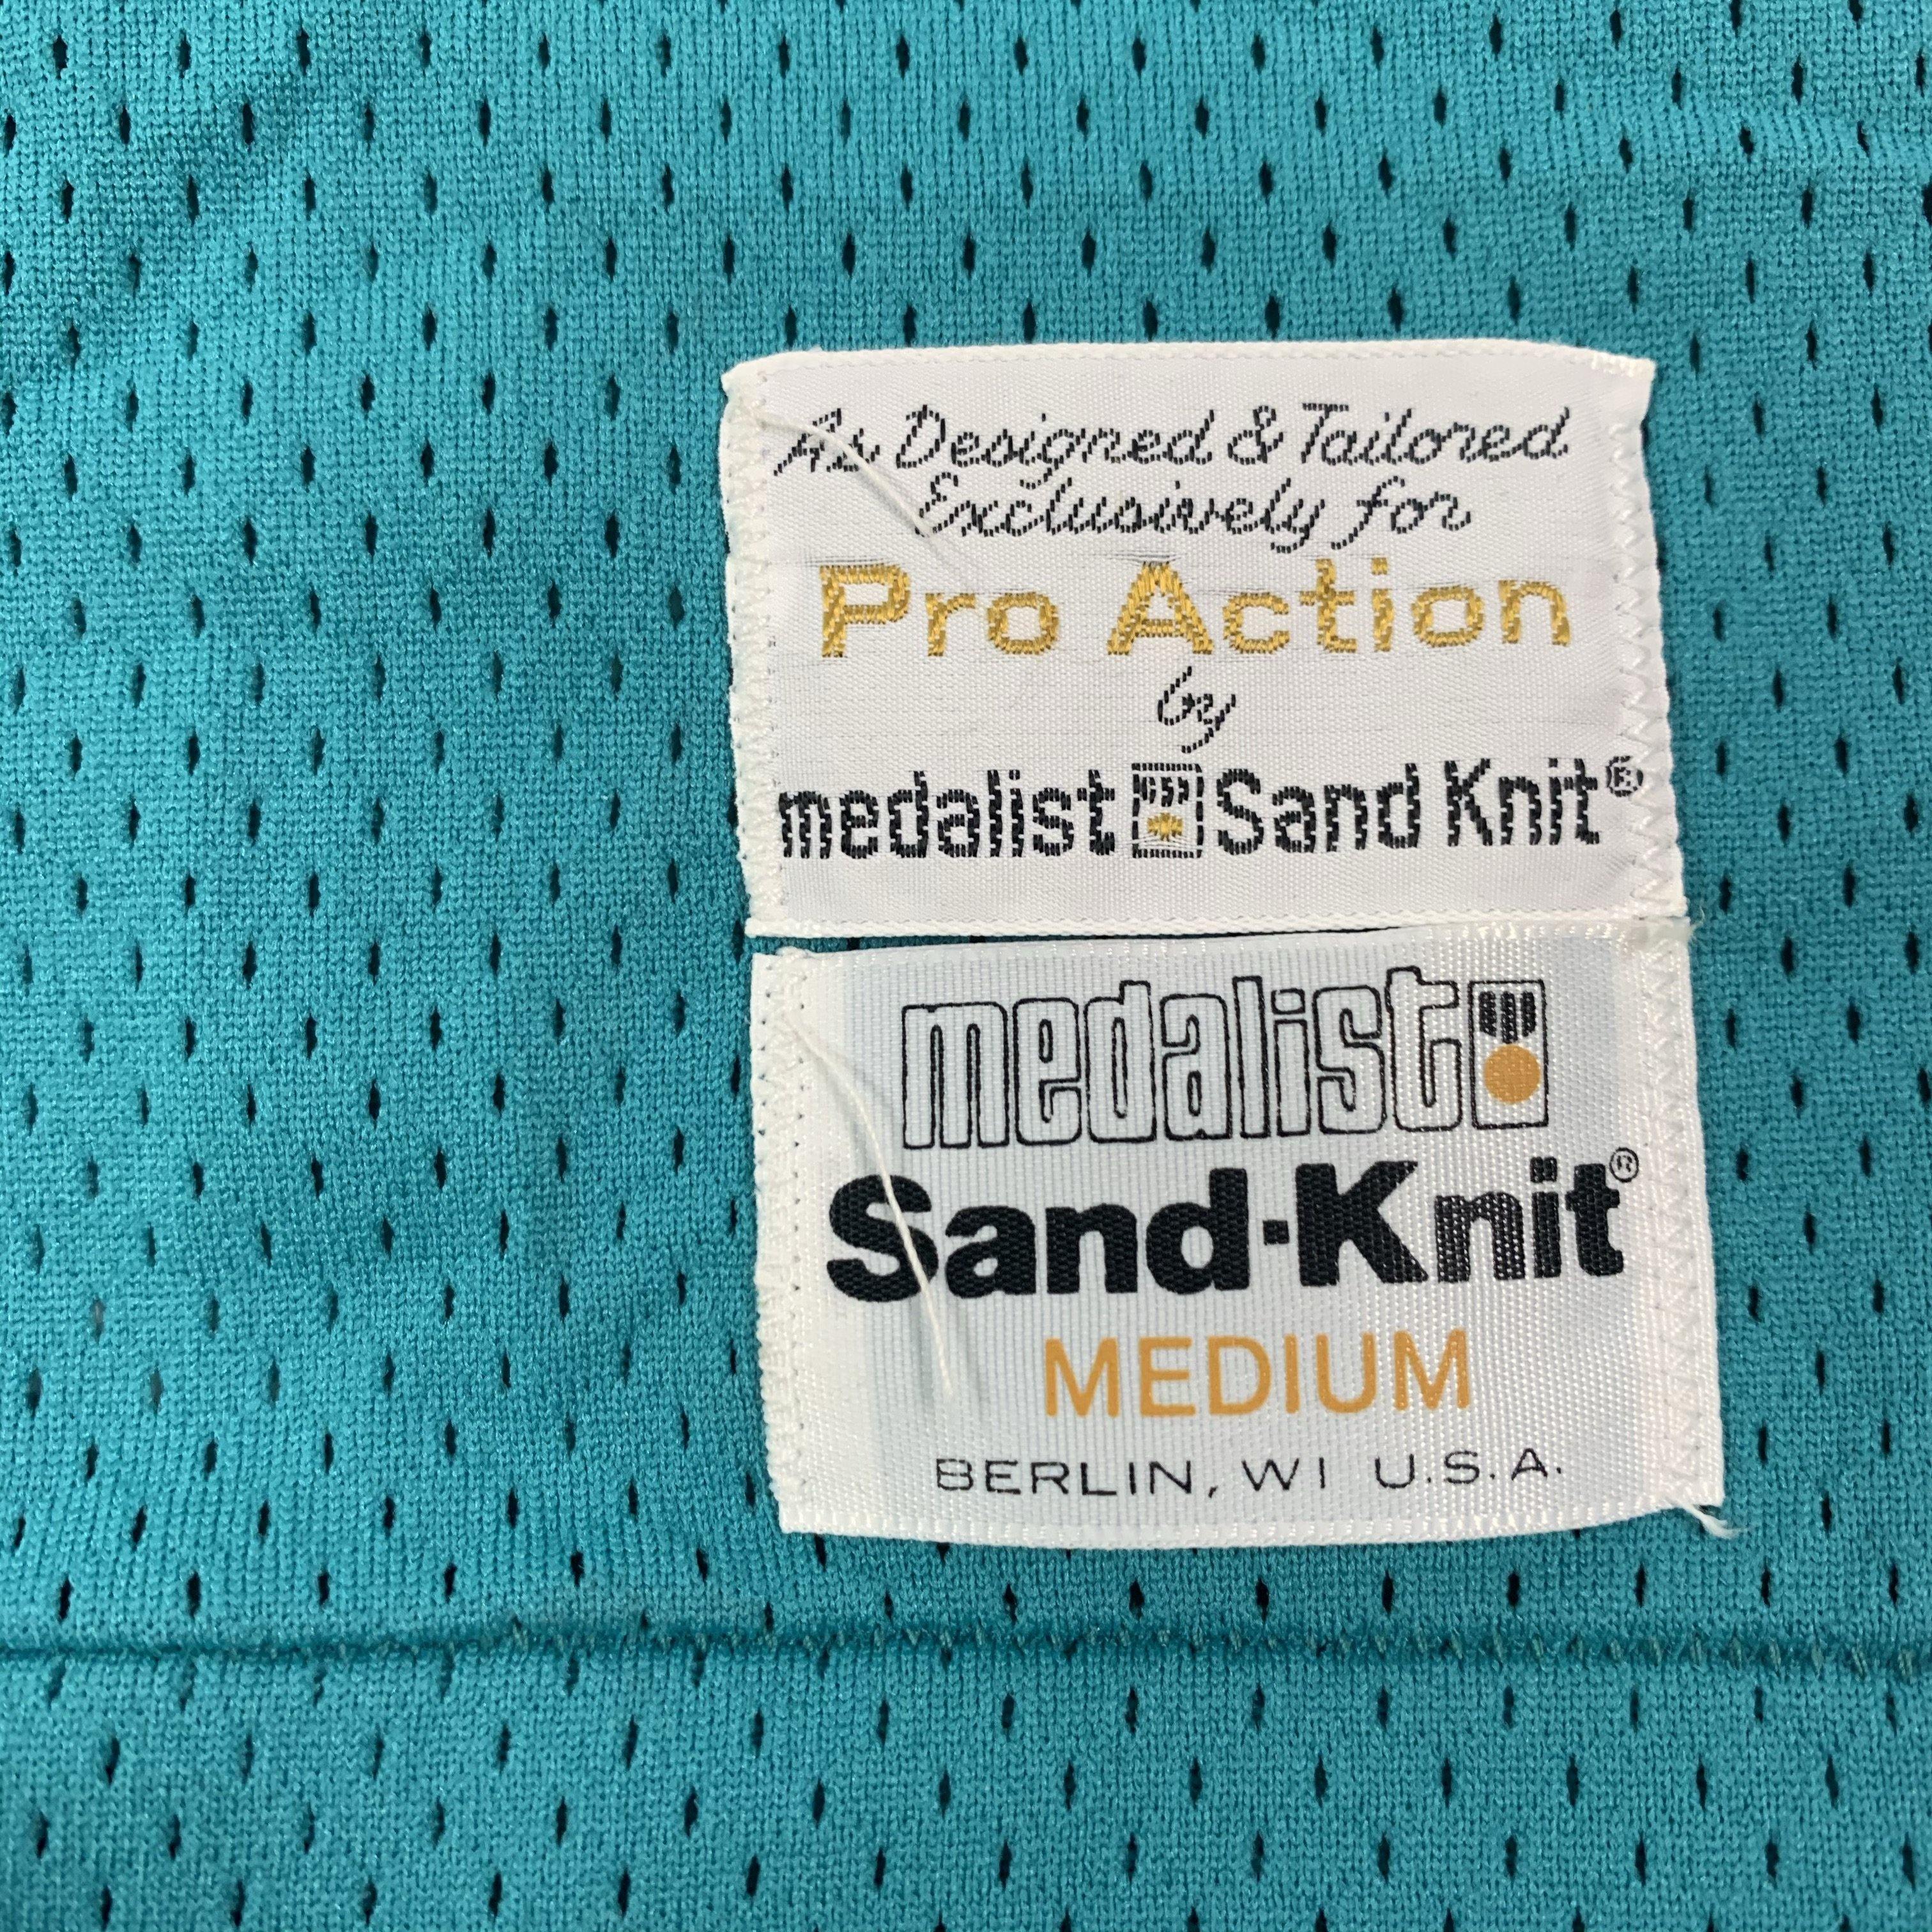 As Designed & Tailored
Exclusively for
Pro Action
by
medalist Sand Knit®
medalist
Sand-Knit®
MEDIUM
BERLIN, WI U.S.A.